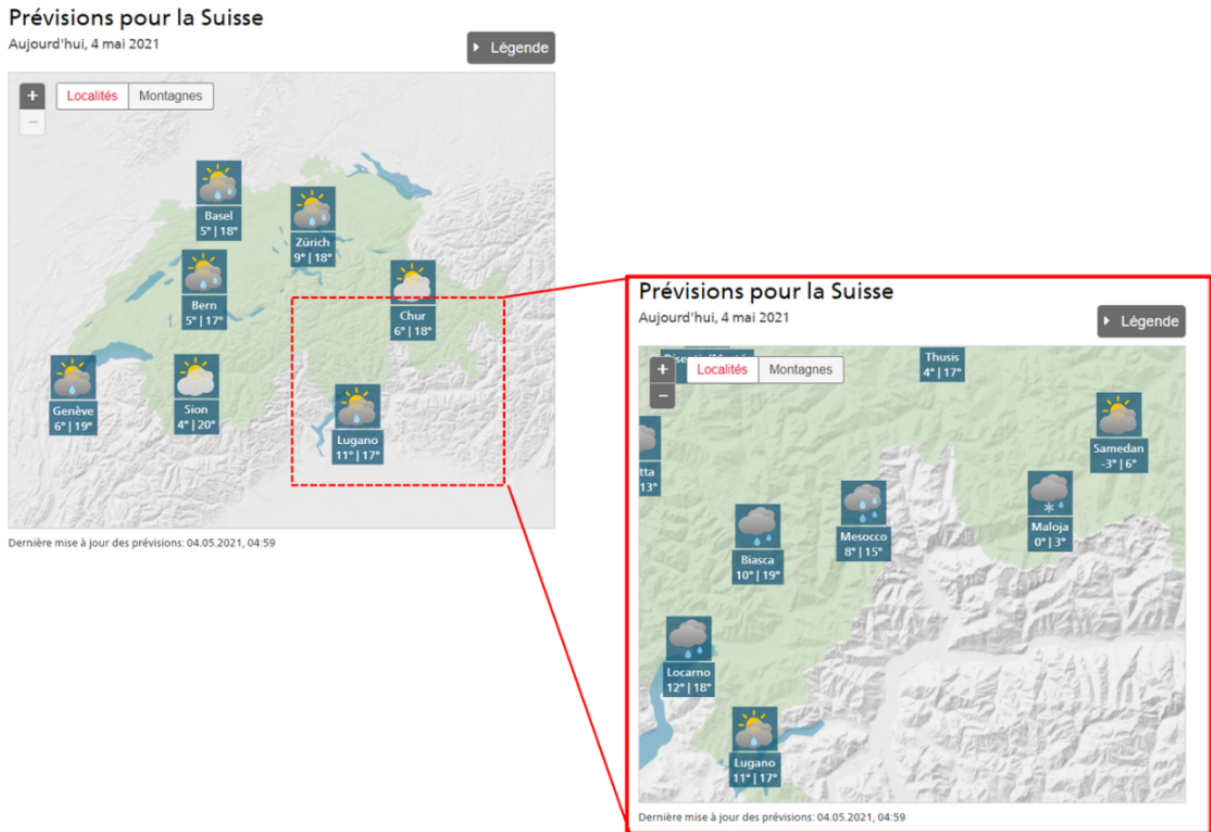 Prévisions pour la Suisse
Aujourd'hui, 4 mai 2021
Légende
+
Localités
Montagnes
−
Basel
5° | 18°
Zürich
9° | 18°
Bern
5° | 17°
Chur
6° | 18°
Genève
6° | 19°
Sion
4° | 20°
Lugano
11° | 17°
Dernière mise à jour des prévisions: 04.05.2021, 04:59
Prévisions pour la Suisse
Aujourd'hui, 4 mai 2021
Légende
+
Localités
Montagnes
−
Thusis
4° | 17°
Samedan
-3° | 6°
tta
13°
Maloja
0° | 3°
Mesocco
8° | 15°
Biasca
10° | 19°
Locarno
12° | 18°
Lugano
11° | 17°
Dernière mise à jour des prévisions: 04.05.2021, 04:59